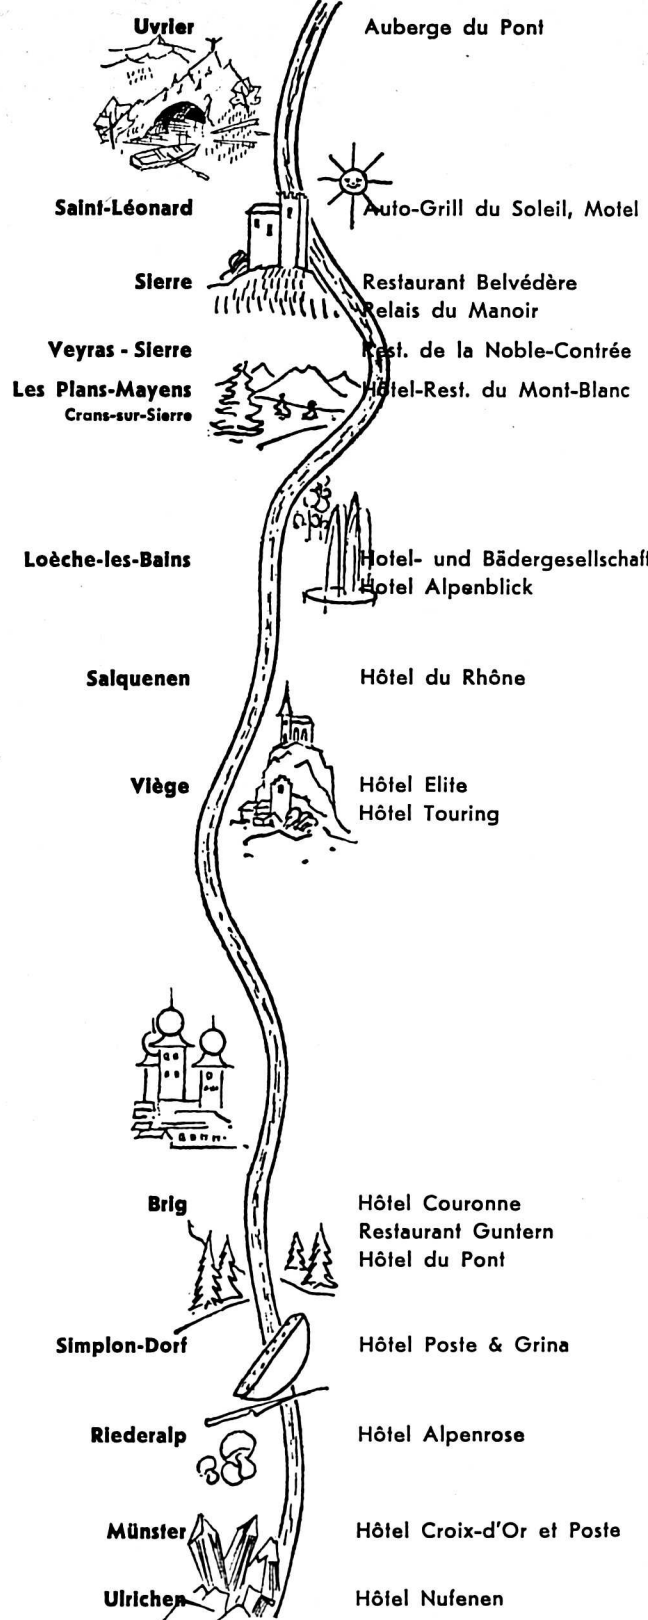 Uvrier Auberge du Pont
Saint-Léonard Auto-Grill du Soleil, Motel
Sierre Restaurant Belvédère
Relais du Manoir
Veyras - Sierre Rest. de la Noble-Contrée
Les Plans-Mayens Hôtel-Rest. du Mont-Blanc
Crans-sur-Sierre
Loèche-les-Bains Hotel- und Bädergesellschaft
Hotel Alpenblick
Salquenen Hôtel du Rhône
Viège Hôtel Elite
Hôtel Touring
Brig Hôtel Couronne
Restaurant Guntern
Hôtel du Pont
Simplon-Dorf Hôtel Poste & Grina
Riederalp Hôtel Alpenrose
Münster Hôtel Croix-d'Or et Poste
Ulrichen Hôtel Nufenen